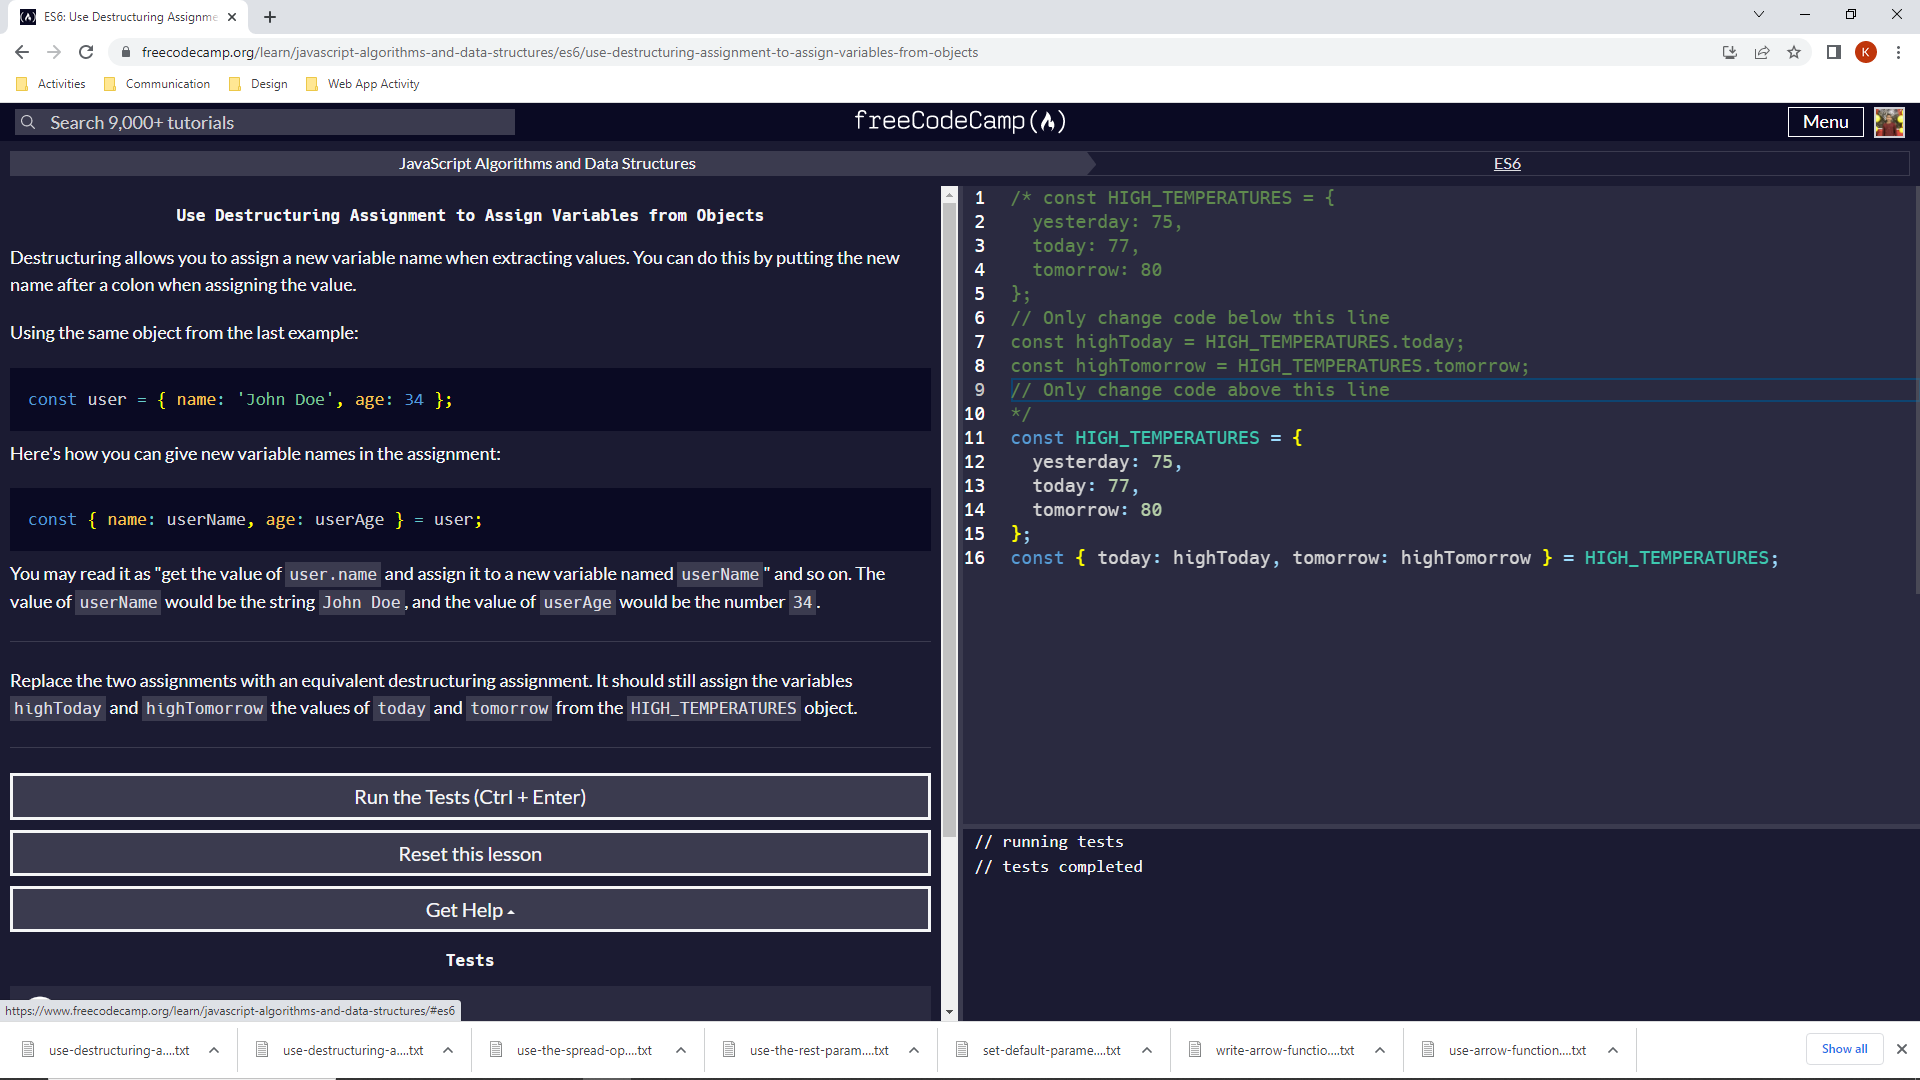 ES6: Use Destructuring Assignme
freecodecamp.org/learn/javascript-algorithms-and-data-structures/es6/use-destructuring-assignment-to-assign-variables-from-objects
K
Activities Communication Design Web App Activity
Search 9,000+ tutorials
freeCodeCamp
Menu
JavaScript Algorithms and Data Structures
ES6
Use Destructuring Assignment to Assign Variables from Objects
Destructuring allows you to assign a new variable name when extracting values. You can do this by putting the new
name after a colon when assigning the value.
Using the same object from the last example:
const user = { name: 'John Doe', age: 34 };
Here's how you can give new variable names in the assignment:
const { name: userName, age: userAge } = user;
You may read it as "get the value of user.name and assign it to a new variable named userName" and so on. The
value of userName would be the string John Doe, and the value of userAge would be the number 34.
Replace the two assignments with an equivalent destructuring assignment. It should still assign the variables
highToday and highTomorrow the values of today and tomorrow from the HIGH_TEMPERATURES object.
Run the Tests (Ctrl + Enter)
Reset this lesson
Get Help
Tests
1 /* const HIGH_TEMPERATURES = {
2 yesterday: 75,
3 today: 77,
4 tomorrow: 80
5 };
6 // Only change code below this line
7 const highToday = HIGH_TEMPERATURES.today;
8 const highTomorrow = HIGH_TEMPERATURES.tomorrow;
9 // Only change code above this line
10 */
11 const HIGH_TEMPERATURES = {
12 yesterday: 75,
13 today: 77,
14 tomorrow: 80
15 };
16 const { today: highToday, tomorrow: highTomorrow } = HIGH_TEMPERATURES;
// running tests
// tests completed
https://www.freecodecamp.org/learn/javascript-algorithms-and-data-structures/#es6
use-destructuring-a....txt
use-destructuring-a....txt
use-the-spread-op....txt
use-the-rest-param....txt
set-default-parame....txt
write-arrow-functio....txt
use-arrow-function....txt
Show all